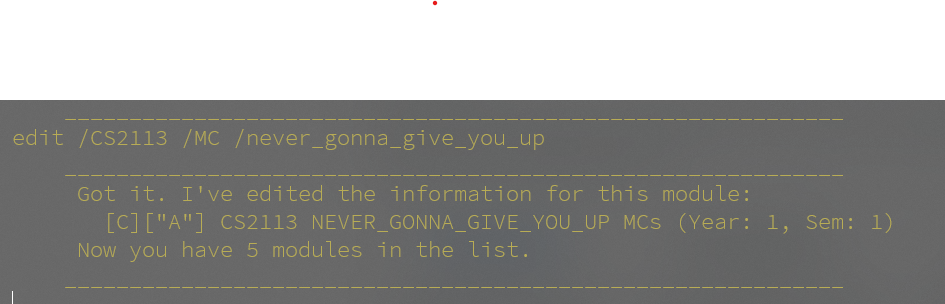 ____________________________________________________________
edit /CS2113 /MC /never_gonna_give_you_up
____________________________________________________________
Got it. I've edited the information for this module:
[C]["A"] CS2113 NEVER_GONNA_GIVE_YOU_UP MCs (Year: 1, Sem: 1)
Now you have 5 modules in the list.
____________________________________________________________